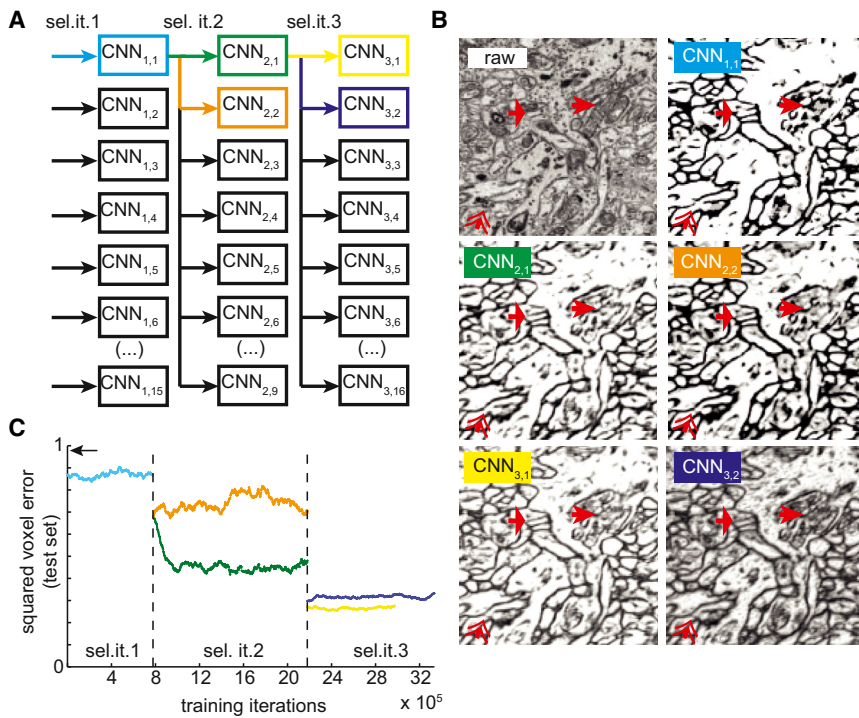 A
sel.it.1 sel. it.2 sel.it.3
CNN1,1 CNN2,1 CNN3,1
CNN1,2 CNN2,2 CNN3,2
CNN1,3 CNN2,3 CNN3,3
CNN1,4 CNN2,4 CNN3,4
CNN1,5 CNN2,5 CNN3,5
CNN1,6 CNN2,6 CNN3,6
(...) (...) (...)
CNN1,15 CNN2,9 CNN3,16
B
raw CNN1,1
CNN2,1 CNN2,2
CNN3,1 CNN3,2
C
1
squared voxel error
(test set)
0
sel.it.1 sel. it.2 sel.it.3
4 8 12 16 20 24 28 32
training iterations x 10⁵